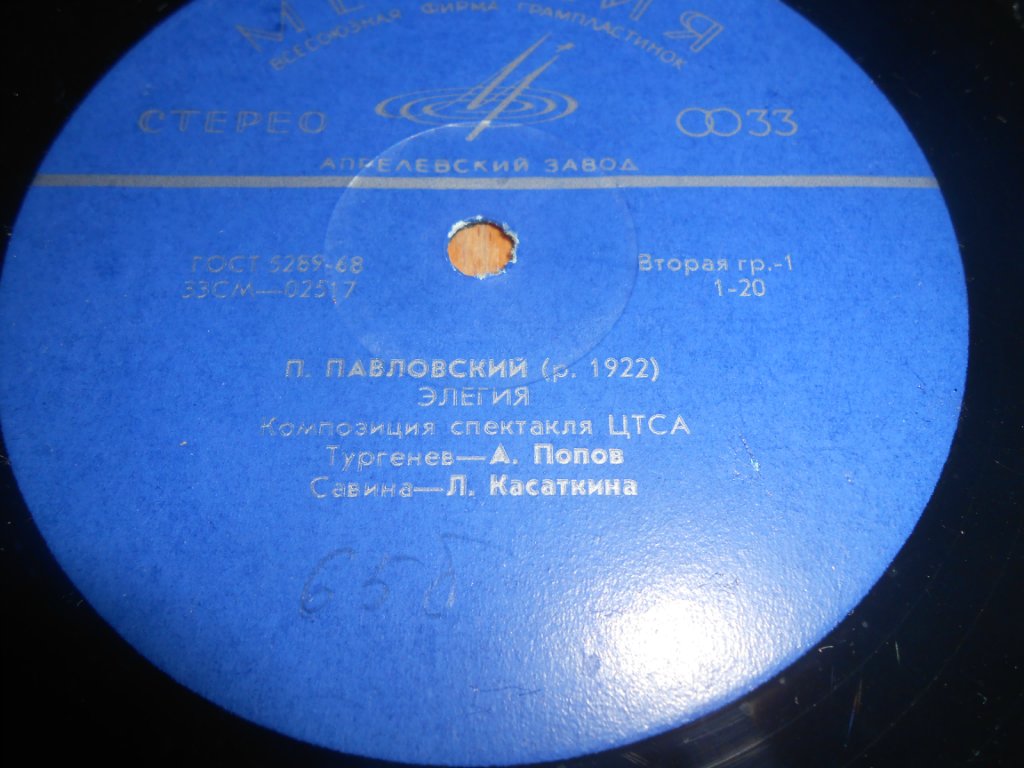 ВСЕСОЮЗНАЯ ФИРМА ГРАМПЛАСТИНОК
СТЕРЕО
33
АПРЕЛЕВСКИЙ ЗАВОД
ГОСТ 5289-68
Вторая гр.-1
33СМ—02517
1-20
П. ПАВЛОВСКИЙ (р. 1922)
ЭЛЕГИЯ
Композиция спектакля ЦТСА
Тургенев—А. Попов
Савина—Л. Касаткина